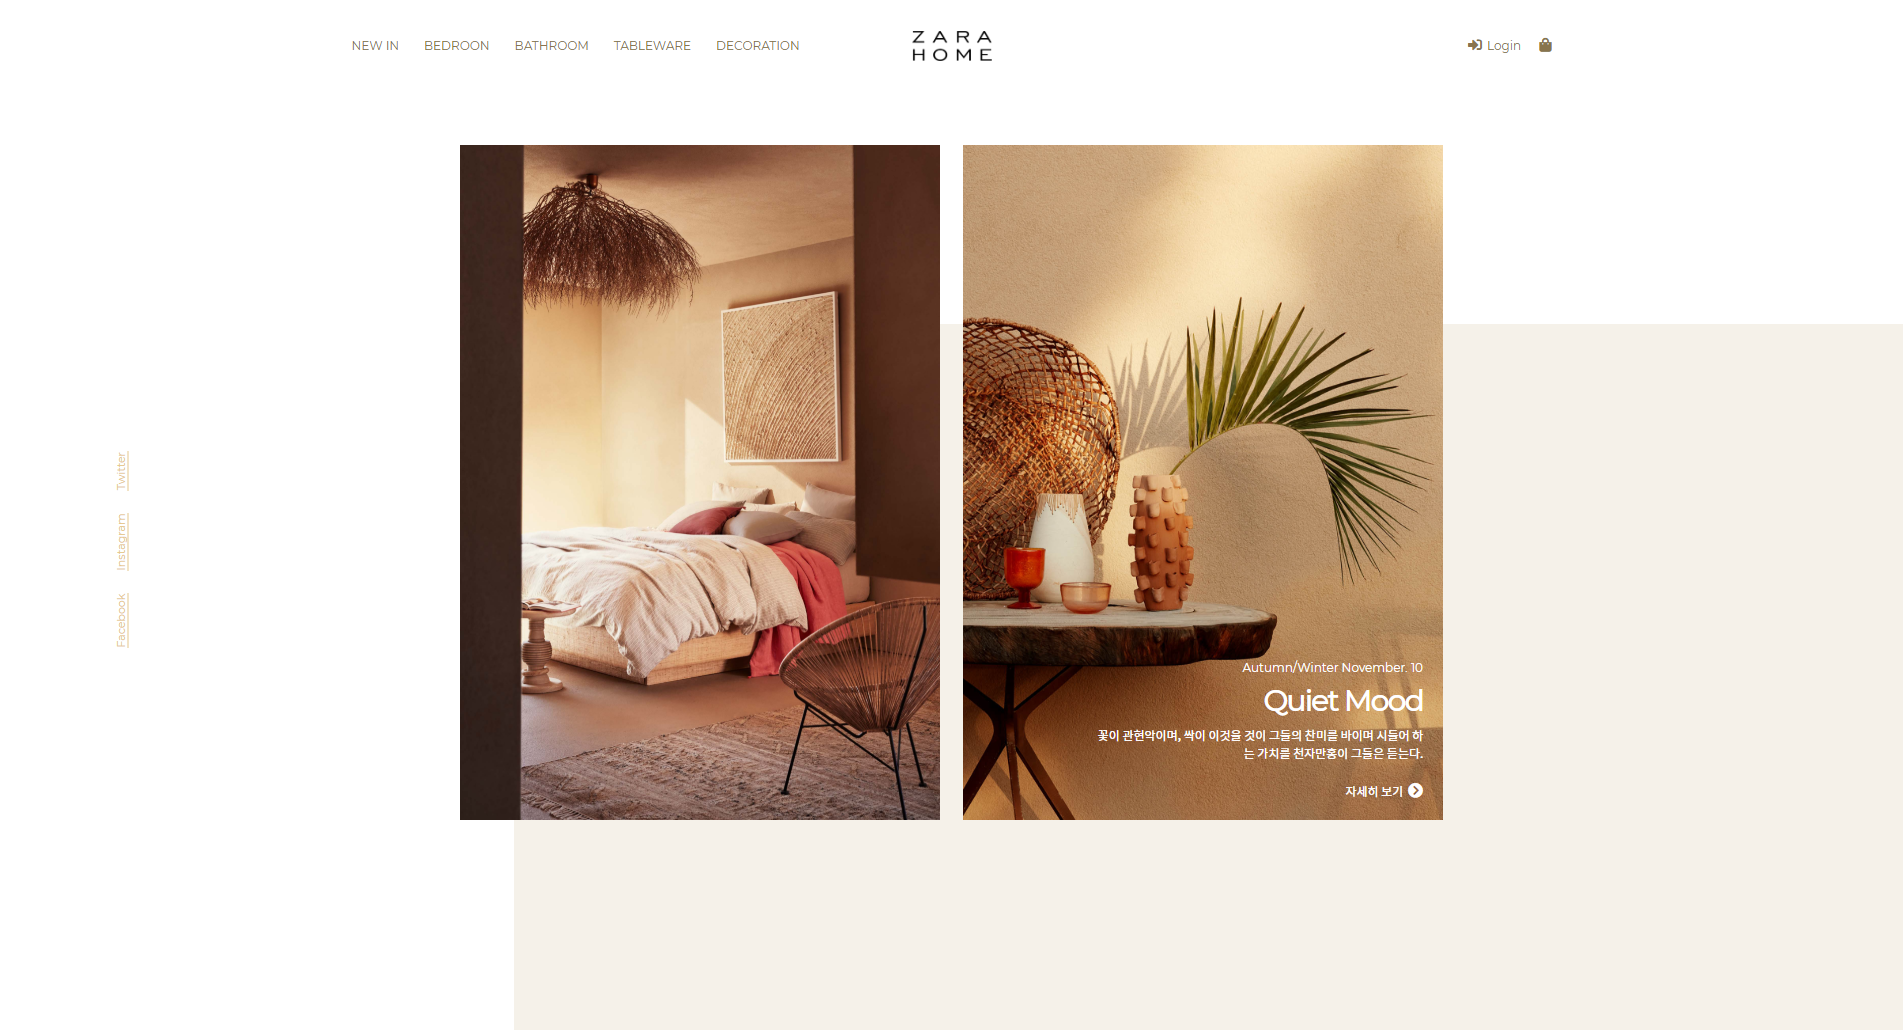 NEW IN
BEDROON
BATHROOM
TABLEWARE
DECORATION
ZARA
HOME
Login
Twitter
Instagram
Facebook
Autumn/Winter November. 10
Quiet Mood
꽃이 관현악이며, 싹이 이것을 것이 그들의 찬미를 바이며 시들어 하
는 가치를 천자만홍이 그들은 듣는다.
자세히 보기